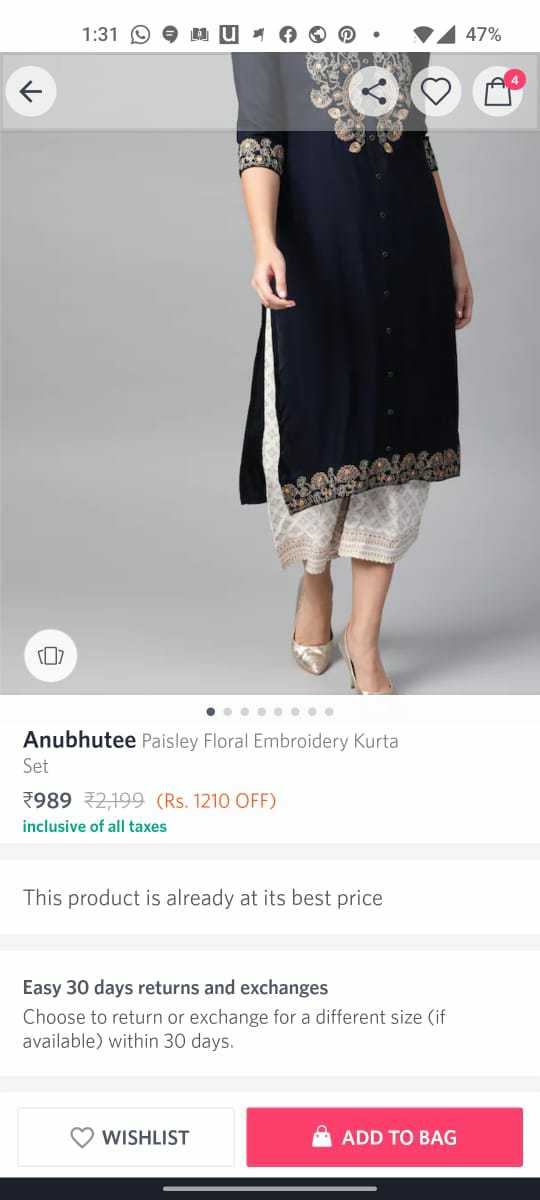 1:31 47%
4
Anubhutee Paisley Floral Embroidery Kurta
Set
₹989 ₹2,199 (Rs. 1210 OFF)
inclusive of all taxes
This product is already at its best price
Easy 30 days returns and exchanges
Choose to return or exchange for a different size (if
available) within 30 days.
WISHLIST
ADD TO BAG